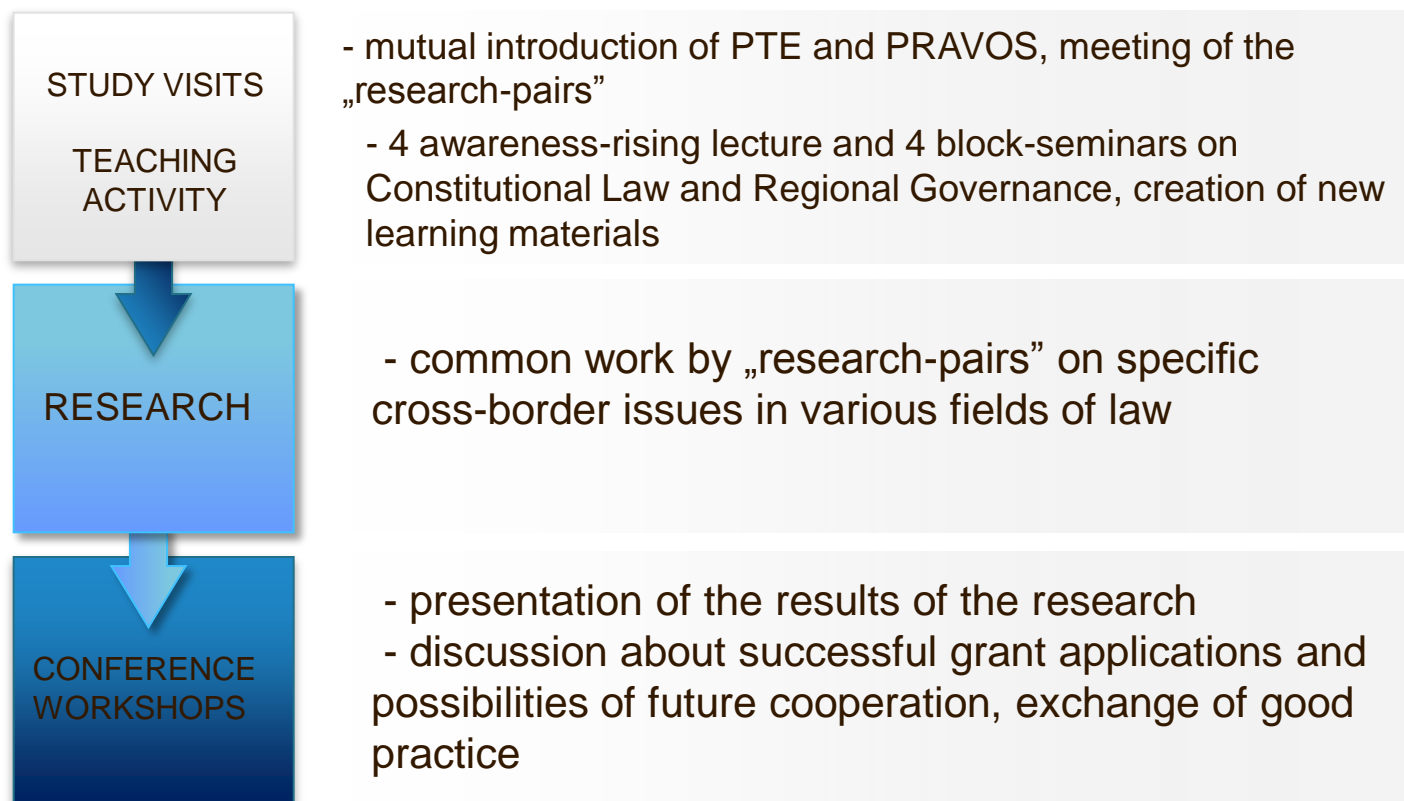 STUDY VISITS
TEACHING
ACTIVITY
- mutual introduction of PTE and PRAVOS, meeting of the
„research-pairs”
- 4 awareness-rising lecture and 4 block-seminars on
Constitutional Law and Regional Governance, creation of new
learning materials
RESEARCH
- common work by „research-pairs” on specific
cross-border issues in various fields of law
CONFERENCE
WORKSHOPS
- presentation of the results of the research
- discussion about successful grant applications and
possibilities of future cooperation, exchange of good
practice